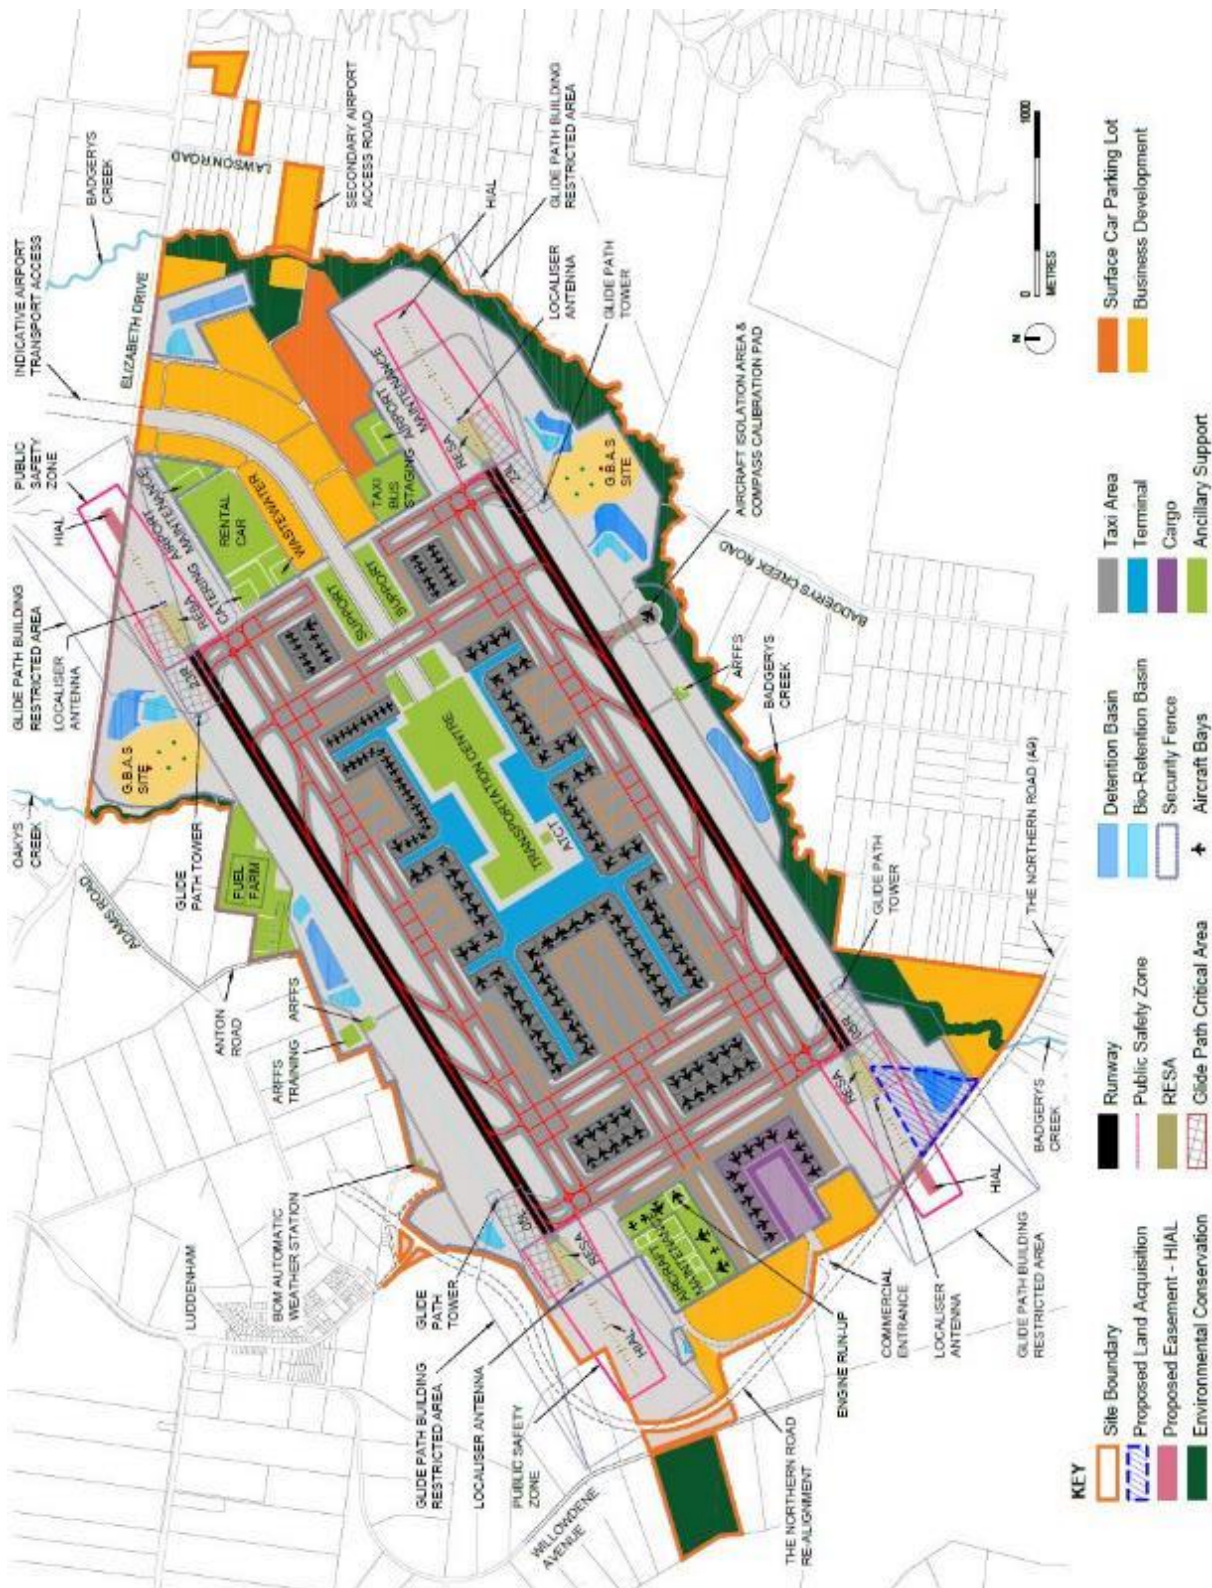 OAKYS
CREEK
GLIDE PATH BUILDING
RESTRICTED AREA
LOCALISER
ANTENNA
HIAL
PUBLIC
SAFETY
ZONE
INDICATIVE AIRPORT
TRANSPORT ACCESS
ELIZABETH DRIVE
BADGERYS
CREEK
LAWSON ROAD
SECONDARY AIRPORT
ACCESS ROAD
HIAL
GLIDE PATH BUILDING
RESTRICTED AREA
LOCALISER
ANTENNA
GLIDE PATH
TOWER
AIRCRAFT ISOLATION AREA &
COMPASS CALIBRATION PAD
ADAMS ROAD
ANTON
ROAD
FUEL
FARM
GLIDE
PATH TOWER
G.B.A.S
SITE
23R
RESA
CATERING
AIRPORT
MAINTENANCE
RENTAL
CAR
WASTEWATER
SUPPORT
SUPPORT
TAXI
BUS
STAGING
AIRPORT
MAINTENANCE
RESA
23L
G.B.A.S
SITE
LUDDENHAM
BOM AUTOMATIC
WEATHER STATION
ARFFS
TRAINING
ARFFS
TRANSPORTATION CENTRE
ATCT
ARFFS
BADGERYS
CREEK
BADGERYS CREEK ROAD
WILLOWDENE
AVENUE
GLIDE PATH BUILDING
RESTRICTED AREA
LOCALISER ANTENNA
PUBLIC SAFETY
ZONE
GLIDE
PATH
TOWER
RESA
HIAL
AIRCRAFT
MAINTENANCE
THE NORTHERN ROAD
RE-ALIGNMENT
ENGINE RUN-UP
COMMERCIAL
ENTRANCE
LOCALISER
ANTENNA
GLIDE PATH BUILDING
RESTRICTED AREA
HIAL
RESA
05R
GLIDE PATH
TOWER
BADGERYS
CREEK
THE NORTHERN ROAD (A9)
N
0
1000
METRES
KEY
Site Boundary
Proposed Land Acquisition
Proposed Easement - HIAL
Environmental Conservation
Runway
Public Safety Zone
RESA
Glide Path Critical Area
Detention Basin
Bio-Retention Basin
Security Fence
Aircraft Bays
Taxi Area
Terminal
Cargo
Ancillary Support
Surface Car Parking Lot
Business Development